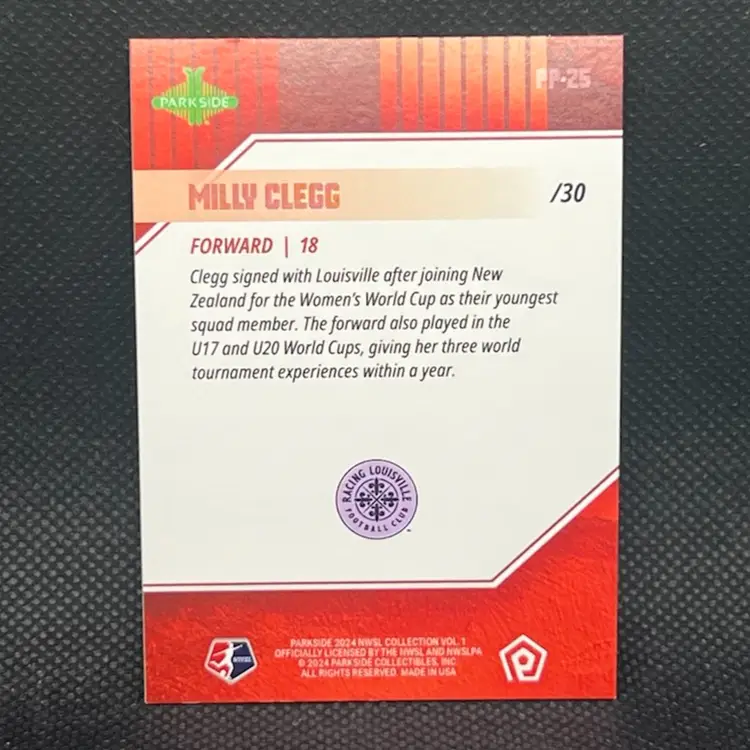 PARKSIDE
PP-25
MILLY CLEGG
/30
FORWARD | 18
Clegg signed with Louisville after joining New
Zealand for the Women's World Cup as their youngest
squad member. The forward also played in the
U17 and U20 World Cups, giving her three world
tournament experiences within a year.
RACING LOUISVILLE
FOOTBALL CLUB
PARKSIDE 2024 NWSL COLLECTION VOL. 1
OFFICIALLY LICENSED BY THE NWSL AND NWSLPA
© 2024 PARKSIDE COLLECTIBLES, INC
ALL RIGHTS RESERVED. MADE IN USA